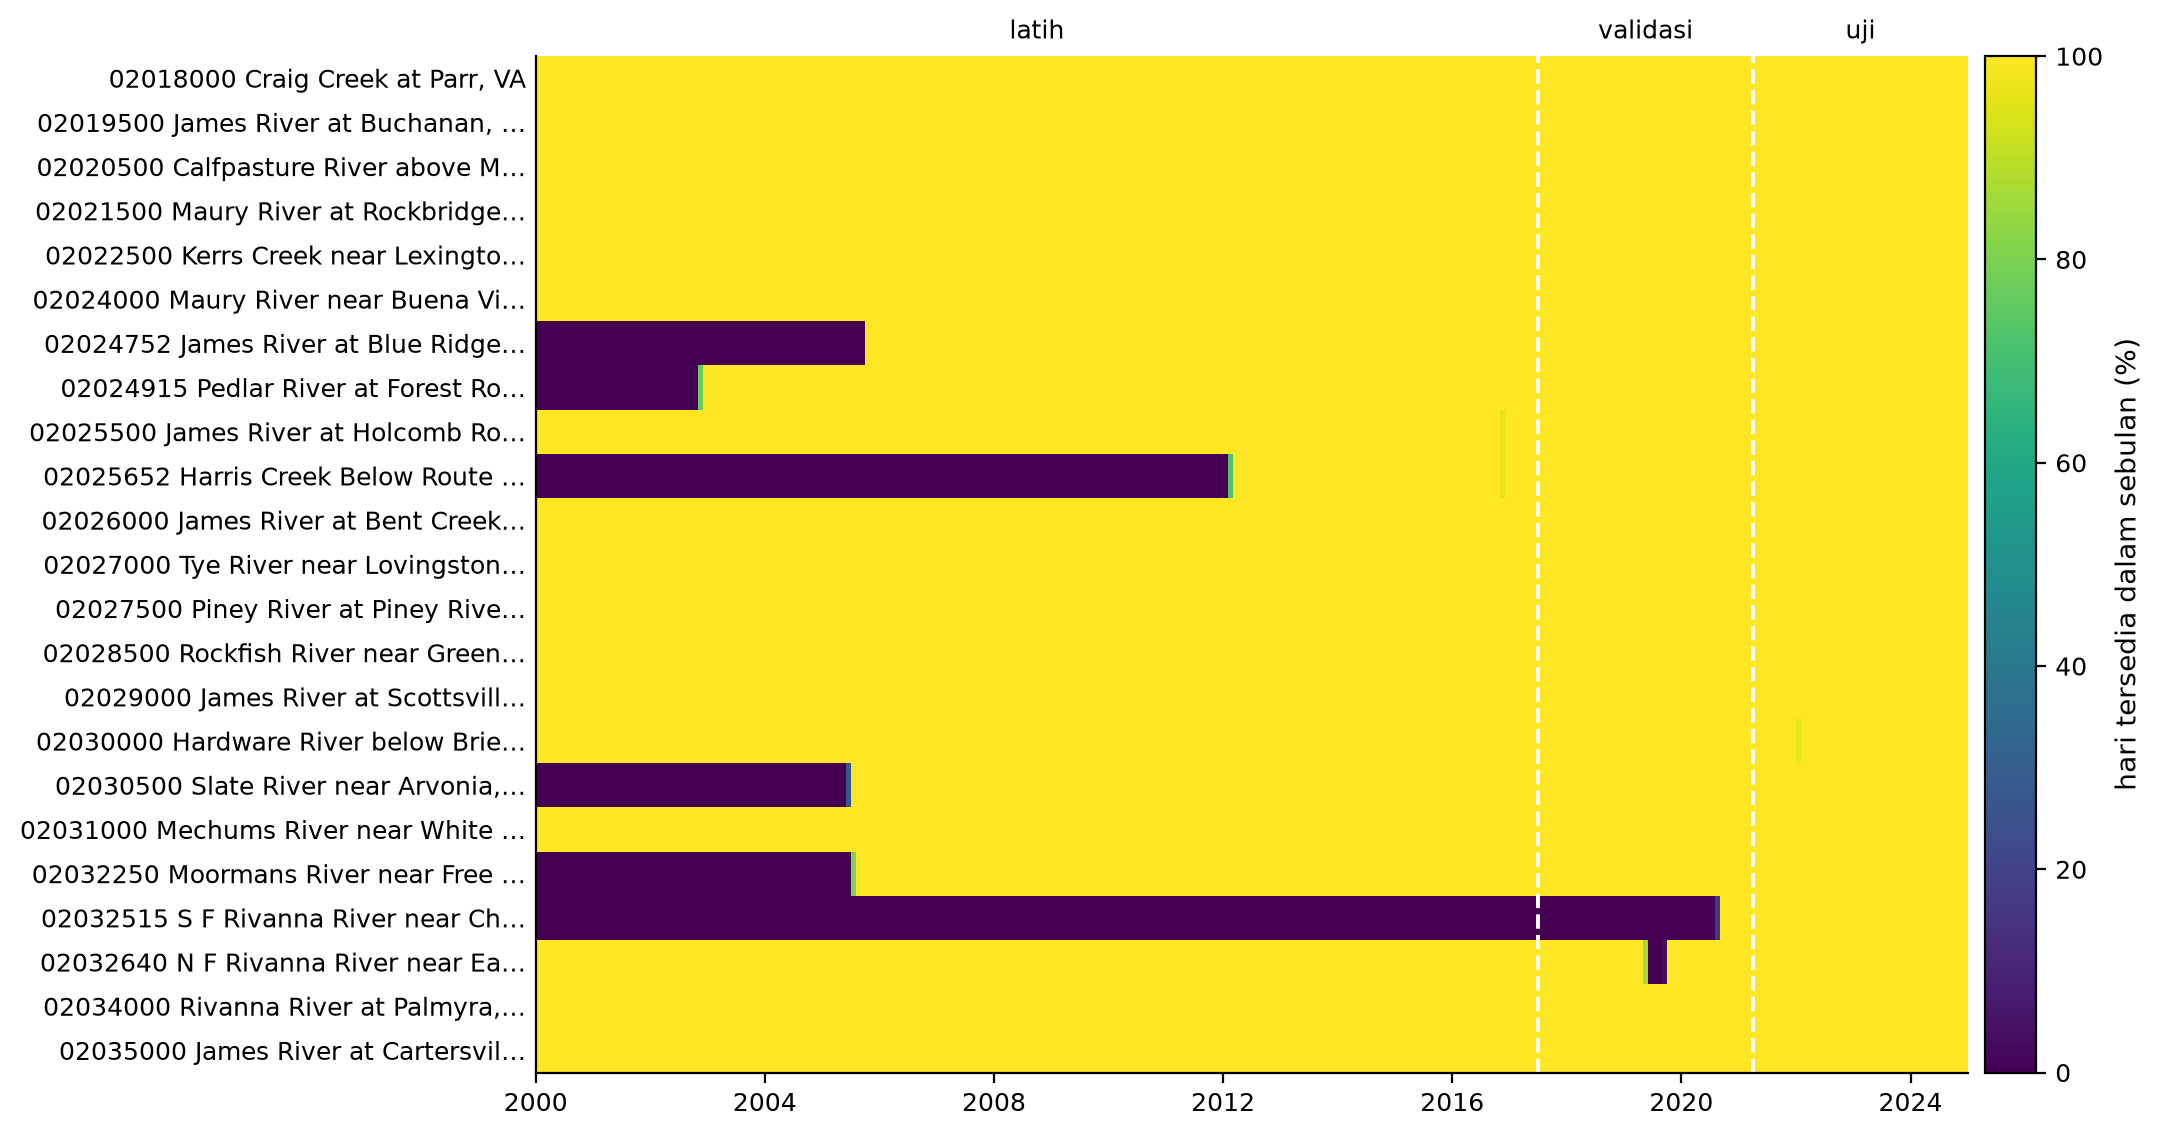 latih
validasi
uji
02018000 Craig Creek at Parr, VA
02019500 James River at Buchanan, …
02020500 Calfpasture River above M…
02021500 Maury River at Rockbridge…
02022500 Kerrs Creek near Lexingto…
02024000 Maury River near Buena Vi…
02024752 James River at Blue Ridge…
02024915 Pedlar River at Forest Ro…
02025500 James River at Holcomb Ro…
02025652 Harris Creek Below Route …
02026000 James River at Bent Creek…
02027000 Tye River near Lovingston…
02027500 Piney River at Piney Rive…
02028500 Rockfish River near Green…
02029000 James River at Scottsvill…
02030000 Hardware River below Brie…
02030500 Slate River near Arvonia,…
02031000 Mechums River near White …
02032250 Moormans River near Free …
02032515 S F Rivanna River near Ch…
02032640 N F Rivanna River near Ea…
02034000 Rivanna River at Palmyra,…
02035000 James River at Cartersvil…
2000
2004
2008
2012
2016
2020
2024
100
80
60
40
20
0
hari tersedia dalam sebulan (%)